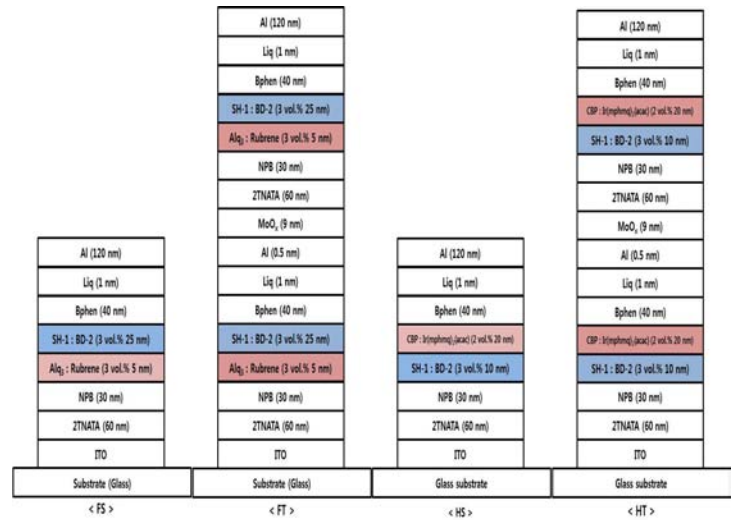 Al (120 nm)
Liq (1 nm)
Bphen (40 nm)
SH-1 : BD-2 (3 vol.% 25 nm)
Alq₃ : Rubrene (3 vol.% 5 nm)
NPB (30 nm)
2TNATA (60 nm)
ITO
Substrate (Glass)
< FS >
Al (120 nm)
Liq (1 nm)
Bphen (40 nm)
SH-1 : BD-2 (3 vol.% 25 nm)
Alq₃ : Rubrene (3 vol.% 5 nm)
NPB (30 nm)
2TNATA (60 nm)
MoOₓ (9 nm)
Al (0.5 nm)
Liq (1 nm)
Bphen (40 nm)
SH-1 : BD-2 (3 vol.% 25 nm)
Alq₃ : Rubrene (3 vol.% 5 nm)
NPB (30 nm)
2TNATA (60 nm)
ITO
Substrate (Glass)
< FT >
Al (120 nm)
Liq (1 nm)
Bphen (40 nm)
CBP : Ir(mphmq)₂(acac) (2 vol.% 20 nm)
SH-1 : BD-2 (3 vol.% 10 nm)
NPB (30 nm)
2TNATA (60 nm)
ITO
Glass substrate
< HS >
Al (120 nm)
Liq (1 nm)
Bphen (40 nm)
CBP : Ir(mphmq)₂(acac) (2 vol.% 20 nm)
SH-1 : BD-2 (3 vol.% 10 nm)
NPB (30 nm)
2TNATA (60 nm)
MoOₓ (9 nm)
Al (0.5 nm)
Liq (1 nm)
Bphen (40 nm)
CBP : Ir(mphmq)₂(acac) (2 vol.% 20 nm)
SH-1 : BD-2 (3 vol.% 10 nm)
NPB (30 nm)
2TNATA (60 nm)
ITO
Glass substrate
< HT >